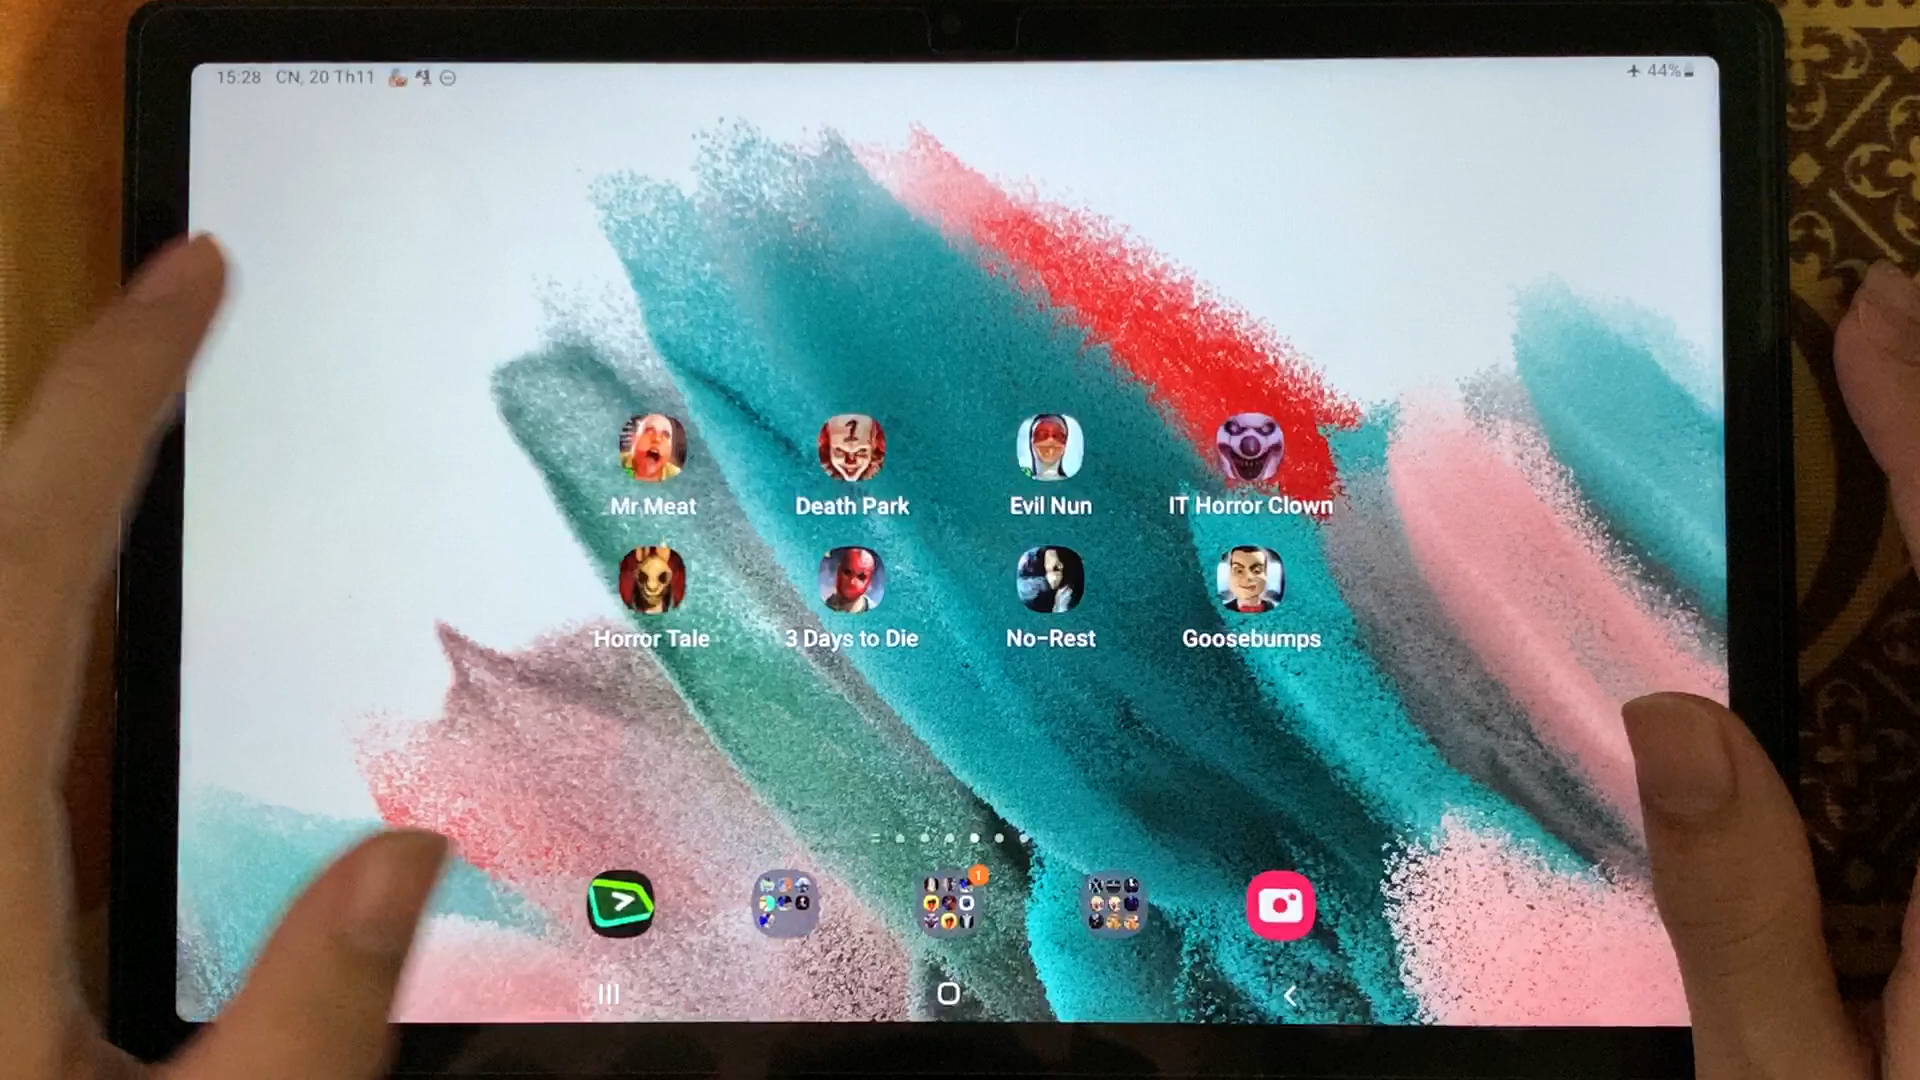 15:28 CN, 20 Th11
44%
Mr Meat
Death Park
Evil Nun
IT Horror Clown
Horror Tale
3 Days to Die
No-Rest
Goosebumps
1